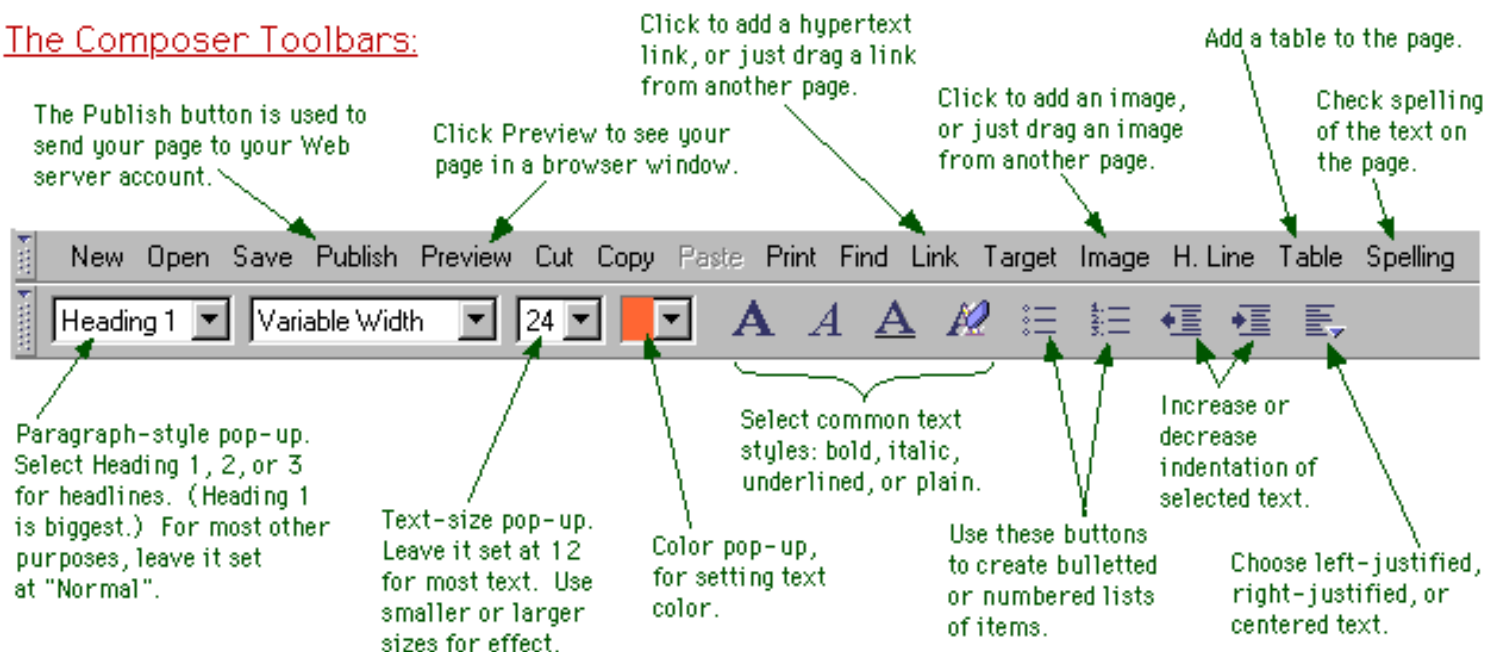 The Composer Toolbars:
The Publish button is used to
send your page to your Web
server account.
Click Preview to see your
page in a browser window.
Click to add a hypertext
link, or just drag a link
from another page.
Click to add an image,
or just drag an image
from another page.
Add a table to the page.
Check spelling
of the text on
the page.
New Open Save Publish Preview Cut Copy Paste Print Find Link Target Image H. Line Table Spelling
Heading 1 Variable Width 24 A A A A
Paragraph-style pop-up.
Select Heading 1, 2, or 3
for headlines. (Heading 1
is biggest.) For most other
purposes, leave it set
at "Normal".
Text-size pop-up.
Leave it set at 12
for most text. Use
smaller or larger
sizes for effect.
Color pop-up,
for setting text
color.
Select common text
styles: bold, italic,
underlined, or plain.
Use these buttons
to create bulletted
or numbered lists
of items.
Increase or
decrease
indentation of
selected text.
Choose left-justified,
right-justified, or
centered text.